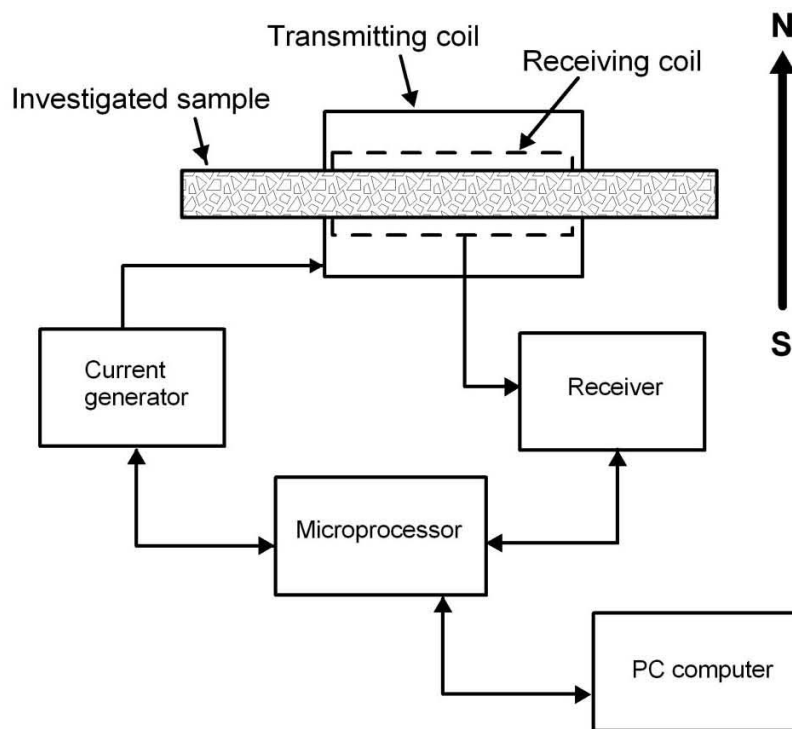 Transmitting coil
N
Receiving coil
Investigated sample
S
Current
generator
Receiver
Microprocessor
PC computer